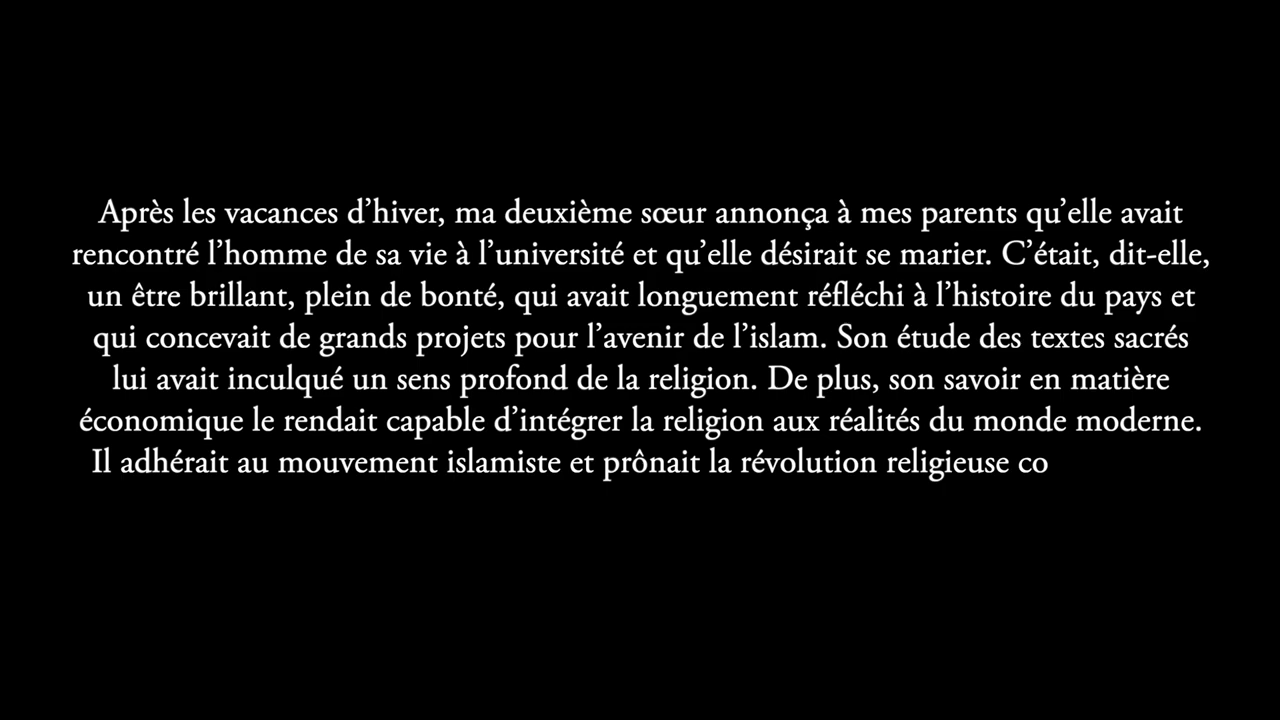 Après les vacances d’hiver, ma deuxième sœur annonça à mes parents qu’elle avait
rencontré l’homme de sa vie à l’université et qu’elle désirait se marier. C’était, dit-elle,
un être brillant, plein de bonté, qui avait longuement réfléchi à l’histoire du pays et
qui concevait de grands projets pour l’avenir de l’islam. Son étude des textes sacrés
lui avait inculqué un sens profond de la religion. De plus, son savoir en matière
économique le rendait capable d’intégrer la religion aux réalités du monde moderne.
Il adhérait au mouvement islamiste et prônait la révolution religieuse co